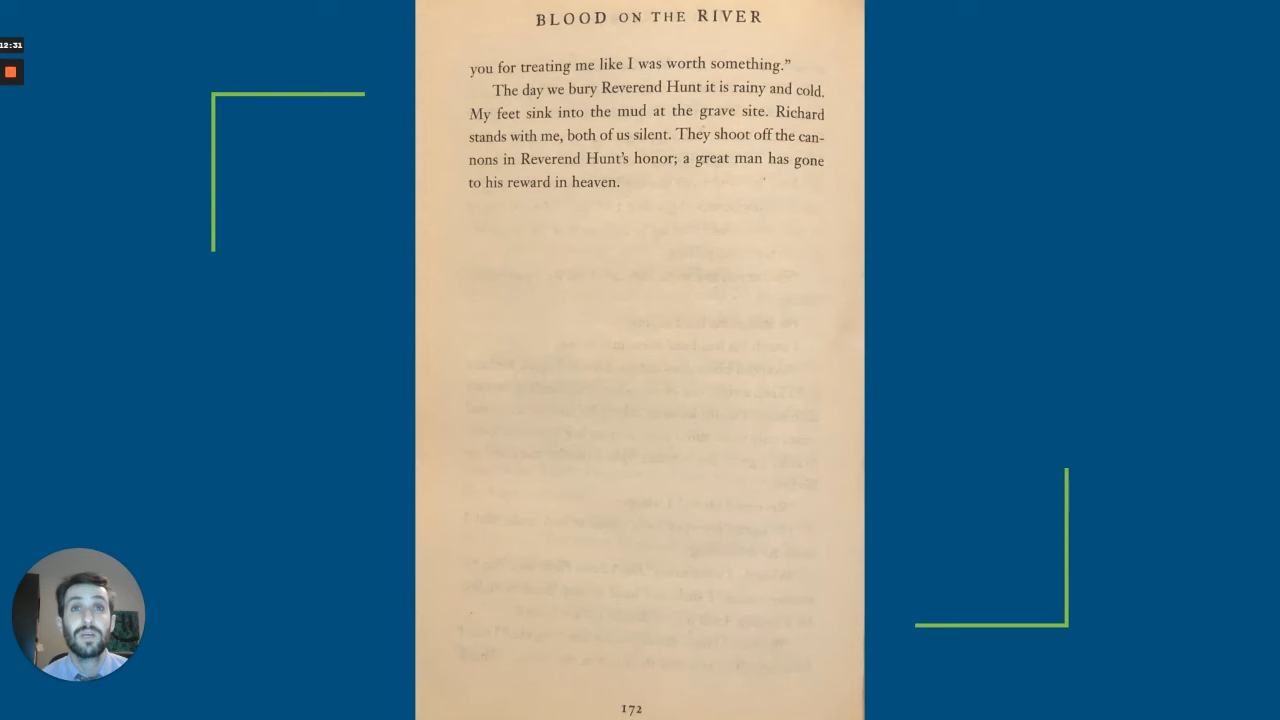 12:31
BLOOD ON THE RIVER
you for treating me like I was worth something.”
The day we bury Reverend Hunt it is rainy and cold.
My feet sink into the mud at the grave site. Richard
stands with me, both of us silent. They shoot off the can-
nons in Reverend Hunt’s honor; a great man has gone
to his reward in heaven.
172